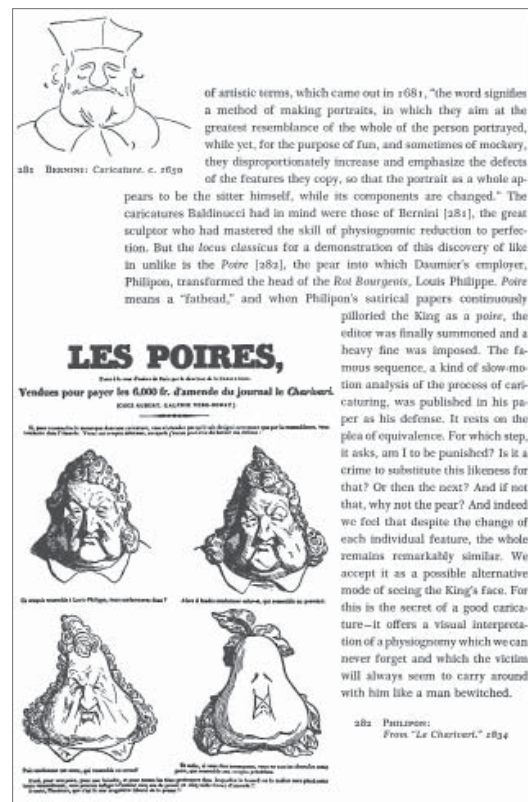 281 BERNINI: Caricature. c. 1650
of artistic terms, which came out in 1681, "the word signifies
a method of making portraits, in which they aim at the
greatest resemblance of the whole of the person portrayed,
while yet, for the purpose of fun, and sometimes of mockery,
they disproportionately increase and emphasize the defects
of the features they copy, so that the portrait as a whole ap-
pears to be the sitter himself, while its components are changed." The
caricatures Baldinucci had in mind were those of Bernini [281], the great
sculptor who had mastered the skill of physiognomic reduction to perfec-
tion. But the locus classicus for a demonstration of this discovery of like
in unlike is the Poire [282], the pear into which Daumier's employer,
Philipon, transformed the head of the Roi Bourgeois, Louis Philippe. Poire
means a "fathead," and when Philipon's satirical papers continuously
pilloried the King as a poire, the
editor was finally summoned and a
heavy fine was imposed. The fa-
mous sequence, a kind of slow-mo-
tion analysis of the process of cari-
caturing, was published in his pa-
per as his defense. It rests on the
plea of equivalence. For which step,
it asks, am I to be punished? Is it a
crime to substitute this likeness for
that? Or then the next? And if not
that, why not the pear? And indeed
we feel that despite the change of
each individual feature, the whole
remains remarkably similar. We
accept it as a possible alternative
mode of seeing the King's face. For
this is the secret of a good carica-
ture—it offers a visual interpreta-
tion of a physiognomy which we can
never forget and which the victim
will always seem to carry around
with him like a man bewitched.
LES POIRES,
Vendues pour payer les 6,000 fr. d'amende du journal le Charivari.
(CHEZ AUBERT, GALERIE VERO-DODAT)
282 PHILIPON:
From "Le Charivari." 1834